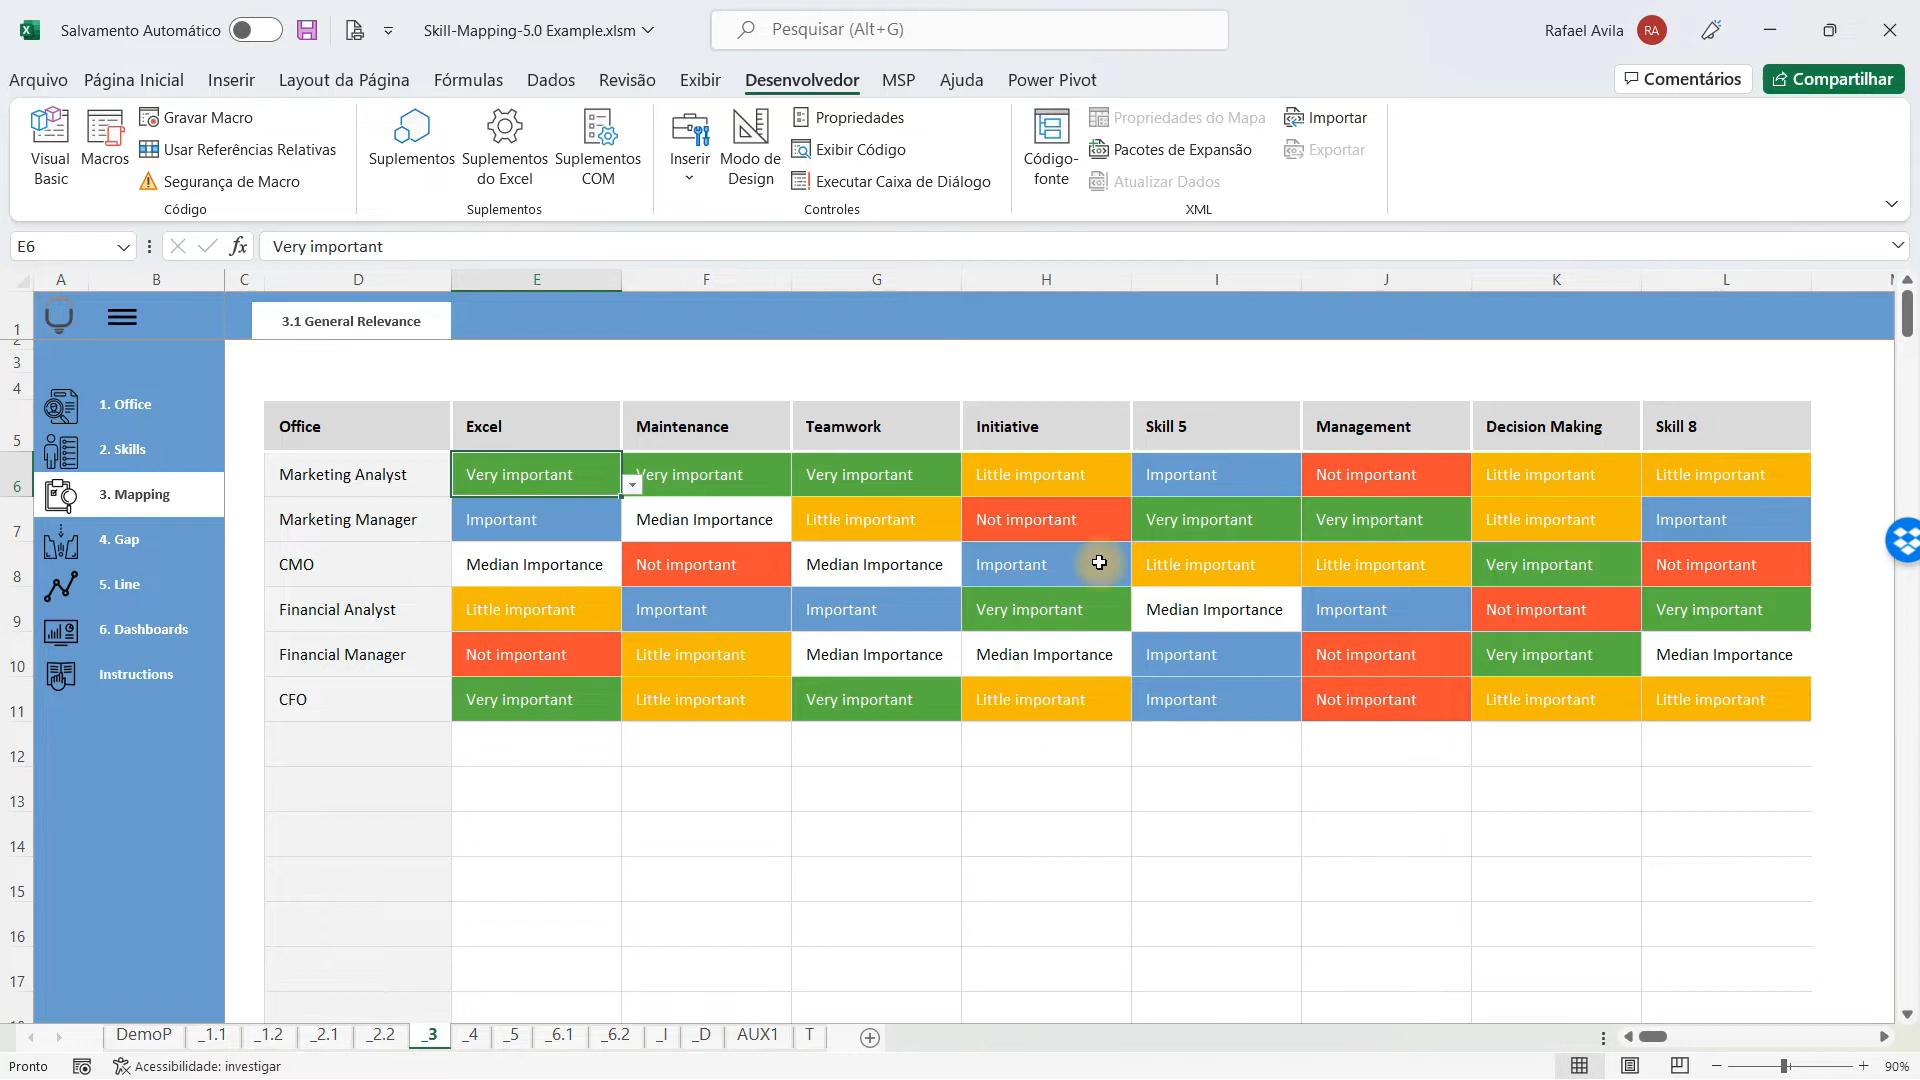 Salvamento Automático
Skill-Mapping-5.0 Example.xlsm
Pesquisar (Alt+G)
Rafael Avila
RA
Arquivo
Página Inicial
Inserir
Layout da Página
Fórmulas
Dados
Revisão
Exibir
Desenvolvedor
MSP
Ajuda
Power Pivot
Comentários
Compartilhar
Visual Basic
Macros
Gravar Macro
Usar Referências Relativas
Segurança de Macro
Código
Suplementos
Suplementos do Excel
Suplementos COM
Suplementos
Inserir
Modo de Design
Propriedades
Exibir Código
Executar Caixa de Diálogo
Controles
Código-fonte
Propriedades do Mapa
Pacotes de Expansão
Atualizar Dados
Importar
Exportar
XML
E6
fx
Very important
A B C D E F G H I J K L
1 3.1 General Relevance
2
3
4
1. Office
2. Skills
3. Mapping
4. Gap
5. Line
6. Dashboards
Instructions
5 Office Excel Maintenance Teamwork Initiative Skill 5 Management Decision Making Skill 8
6 Marketing Analyst Very important Very important Very important Little important Important Not important Little important Little important
7 Marketing Manager Important Median Importance Little important Not important Very important Very important Little important Important
8 CMO Median Importance Not important Median Importance Important Little important Little important Very important Not important
9 Financial Analyst Little important Important Important Very important Median Importance Important Not important Very important
10 Financial Manager Not important Little important Median Importance Median Importance Important Not important Very important Median Importance
11 CFO Very important Little important Very important Little important Important Not important Little important Little important
12
13
14
15
16
17
DemoP _1.1 _1.2 _2.1 _2.2 _3 _4 _5 _6.1 _6.2 _I _D AUX1 T
Pronto
Acessibilidade: investigar
90%